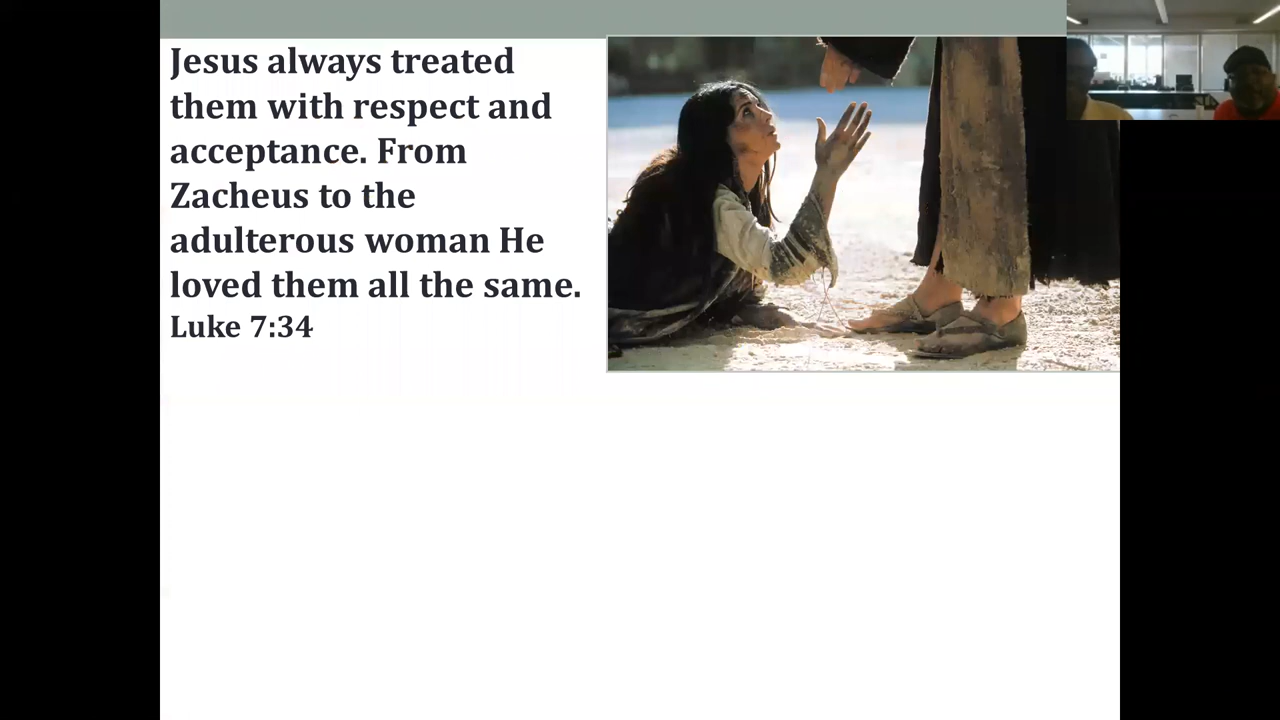 Jesus always treated
them with respect and
acceptance. From
Zacheus to the
adulterous woman He
loved them all the same.
Luke 7:34